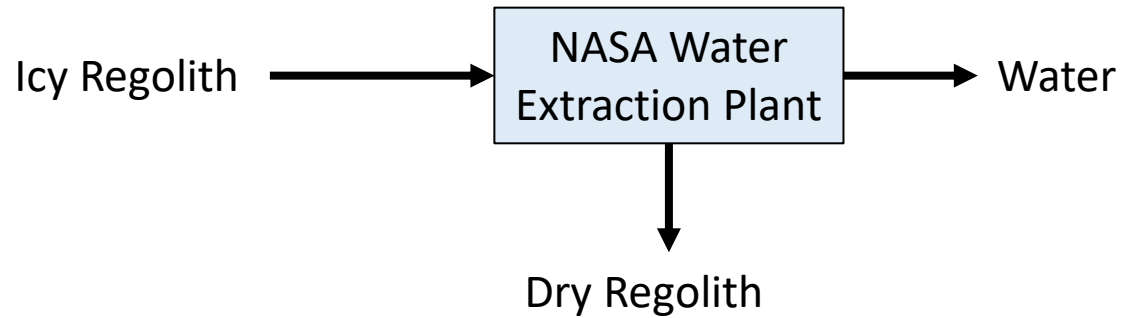 Icy Regolith
NASA Water
Extraction Plant
Water
Dry Regolith